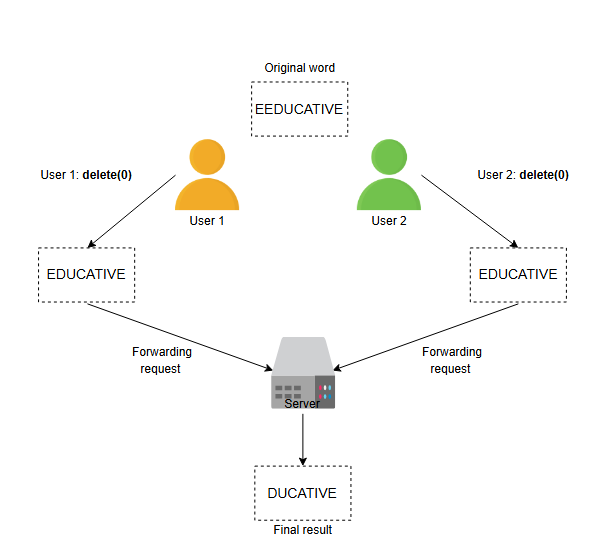 Original word
EEDUCATIVE
User 1: delete(0)
User 2: delete(0)
User 1
User 2
EDUCATIVE
EDUCATIVE
Forwarding
request
Forwarding
request
Server
DUCATIVE
Final result